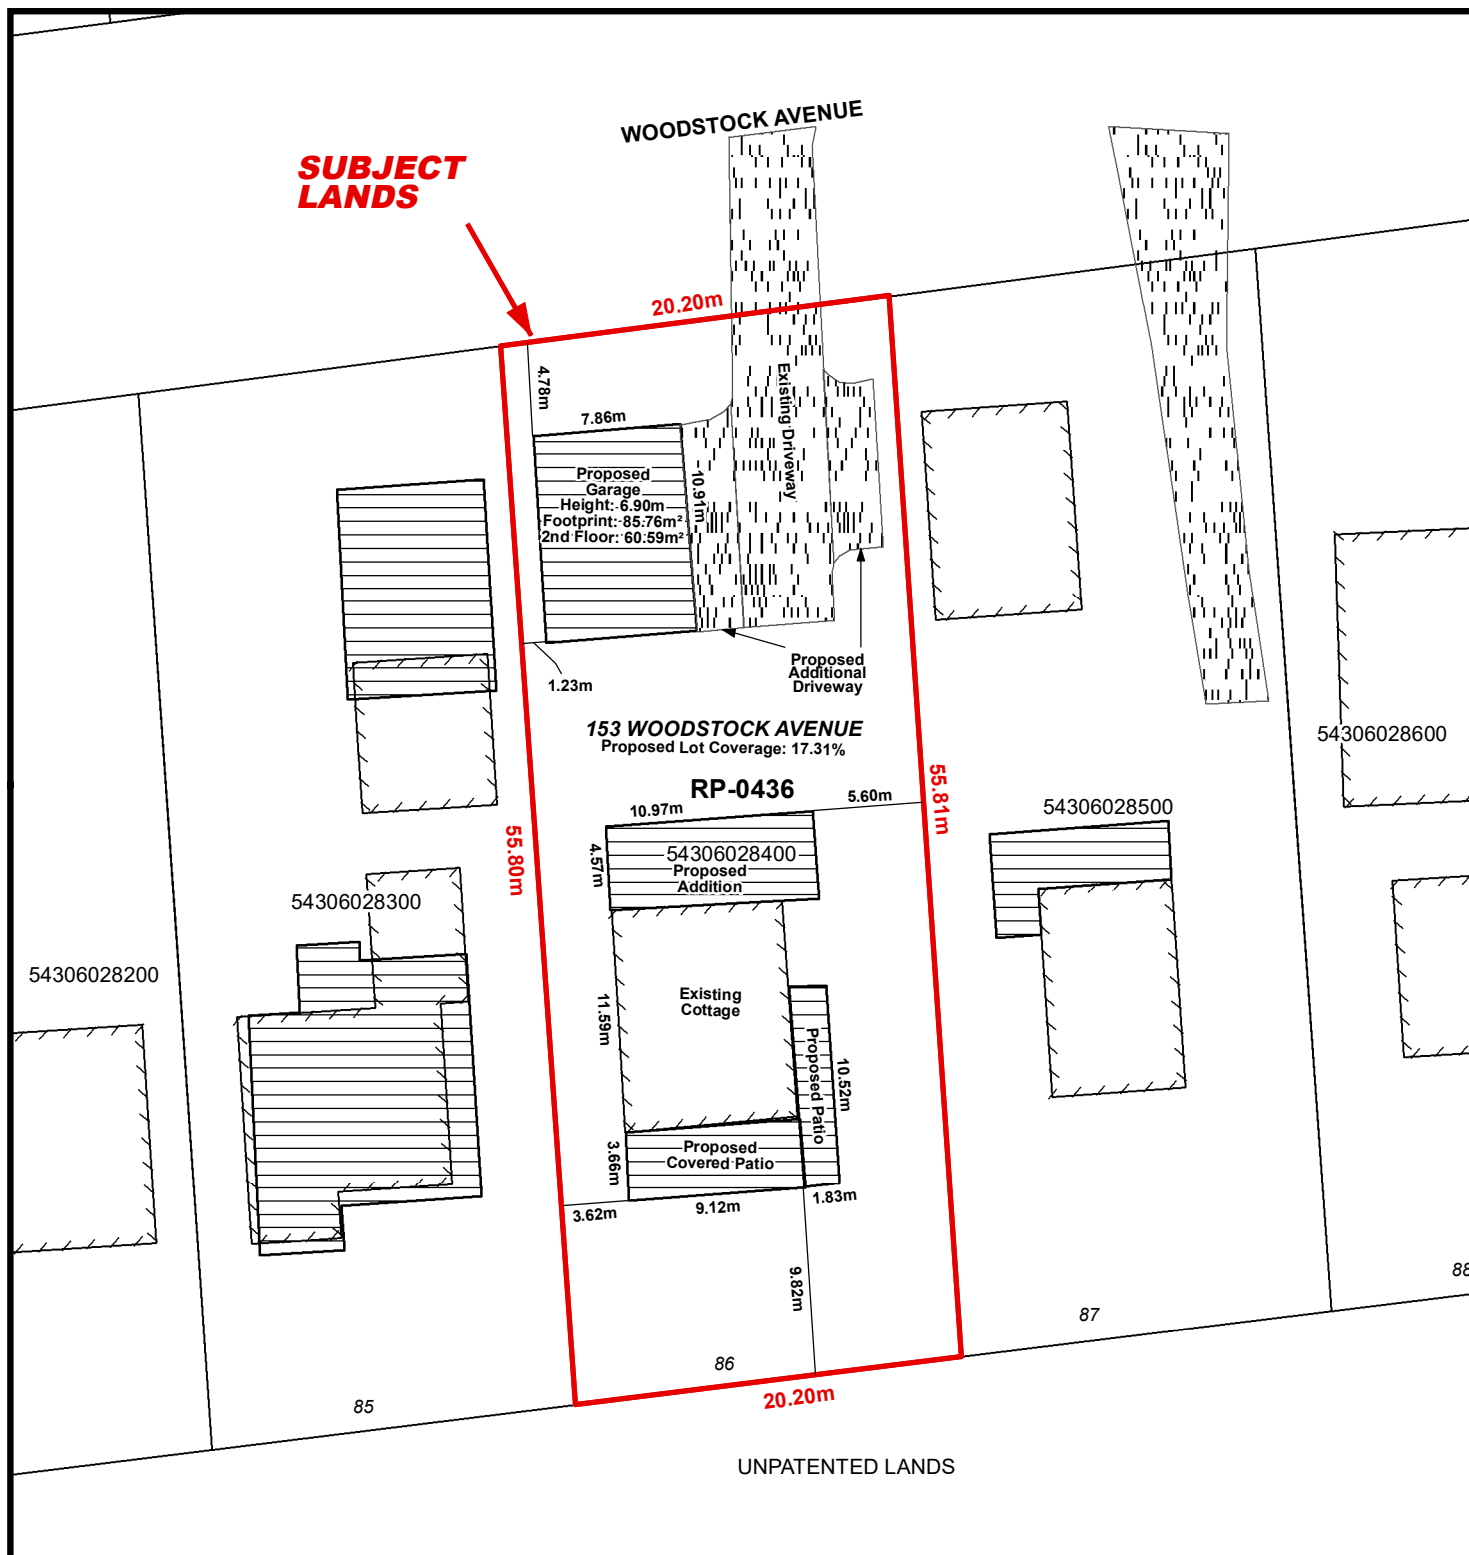 WOODSTOCK AVENUE
SUBJECT
LANDS
20.20m
4.78m
7.86m
Existing Driveway
Proposed
Garage
Height: 6.90m
Footprint: 85.76m²
2nd Floor: 60.59m²
10.91m
Proposed
Additional
Driveway
1.23m
153 WOODSTOCK AVENUE
Proposed Lot Coverage: 17.31%
RP-0436
54306028600
10.97m
5.60m
55.81m
54306028500
55.80m
4.57m
54306028400
Proposed
Addition
54306028300
54306028200
11.59m
Existing
Cottage
Proposed Patio
10.52m
3.66m
Proposed
Covered Patio
3.62m
9.12m
1.83m
9.82m
88
87
86
85
20.20m
UNPATENTED LANDS